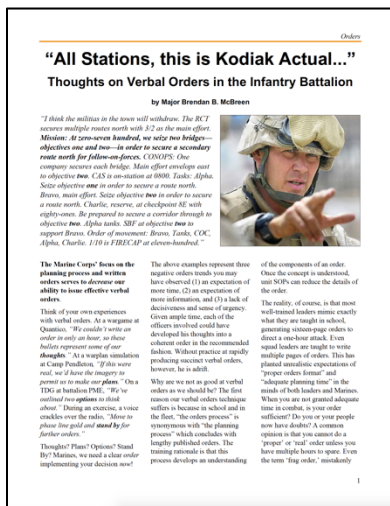 Orders
“All Stations, this is Kodiak Actual...”
Thoughts on Verbal Orders in the Infantry Battalion
by Major Brendan B. McBreen
"I think the militias in the town will withdraw. The RCT
secures multiple routes north with 3/2 as the main effort.
Mission: At zero-seven hundred, we seize two bridges—
objectives one and two—in order to secure a secondary
route north for follow-on-forces. CONOPS: One
company secures each bridge. Main effort envelops east
to objective two. CAS is on-station at 0800. Tasks: Alpha.
Seize objective one in order to secure a route north.
Bravo, main effort. Seize objective two in order to secure
a route north. Charlie, reserve, at checkpoint 8E with
eighty-ones. Be prepared to secure a corridor through to
objective two. Alpha tanks. SBF at objective two to
support Bravo. Order of movement: Bravo, Tanks, COC,
Alpha, Charlie. 1/10 is FIRECAP at eleven-hundred."
The Marine Corps' focus on the
planning process and written
orders serves to decrease our
ability to issue effective verbal
orders.
Think of your own experiences
with verbal orders. At a wargame at
Quantico, "We couldn't write an
order in only an hour, so these
bullets represent some of our
thoughts." At a warplan simulation
at Camp Pendleton, "If this were
real, we'd have the imagery to
permit us to make our plans." On a
TDG at battalion PME, "We've
outlined two options to think
about." During an exercise, a voice
crackles over the radio, "Move to
phase line gold and stand by for
further orders."
Thoughts? Plans? Options? Stand
By? Marines, we need a clear order
implementing your decision now!
The above examples represent three
negative orders trends you may
have observed (1) an expectation of
more time, (2) an expectation of
more information, and (3) a lack of
decisiveness and sense of urgency.
Given ample time, each of the
officers involved could have
developed his thoughts into a
coherent order in the recommended
fashion. Without practice at rapidly
producing succinct verbal orders,
however, he is adrift.
Why are we not as good at verbal
orders as we should be? The first
reason our verbal orders technique
suffers is because in school and in
the fleet, "the orders process" is
synonymous with "the planning
process" which concludes with
lengthy published orders. The
training rationale is that this
process develops an understanding
of the components of an order.
Once the concept is understood,
unit SOPs can reduce the details of
the order.
The reality, of course, is that most
well-trained leaders mimic exactly
what they are taught in school,
generating sixteen-page orders to
direct a one-hour attack. Even
squad leaders are taught to write
multiple pages of orders. This has
planted unrealistic expectations of
"proper orders format" and
"adequate planning time" in the
minds of both leaders and Marines.
When you are not granted adequate
time in combat, is your order
sufficient? Do you or your people
now have doubts? A common
opinion is that you cannot do a
'proper' or 'real' order unless you
have multiple hours to spare. Even
the term 'frag order,' mistakenly
1